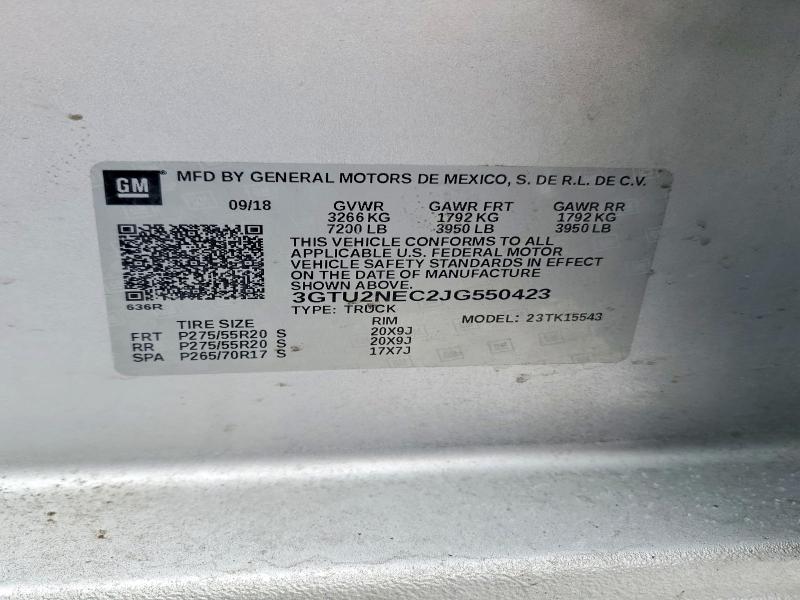 GM MFD BY GENERAL MOTORS DE MEXICO, S. DE R.L. DE C.V.
09/18 GVWR GAWR FRT GAWR RR
3266 KG 1792 KG 1792 KG
7200 LB 3950 LB 3950 LB
THIS VEHICLE CONFORMS TO ALL
APPLICABLE U.S. FEDERAL MOTOR
VEHICLE SAFETY STANDARDS IN EFFECT
ON THE DATE OF MANUFACTURE
SHOWN ABOVE.
3GTU2NEC2JG550423
636R
TYPE: TRUCK MODEL: 23TK15543
TIRE SIZE RIM
FRT P275/55R20 S 20X9J
RR P275/55R20 S 20X9J
SPA P265/70R17 S 17X7J